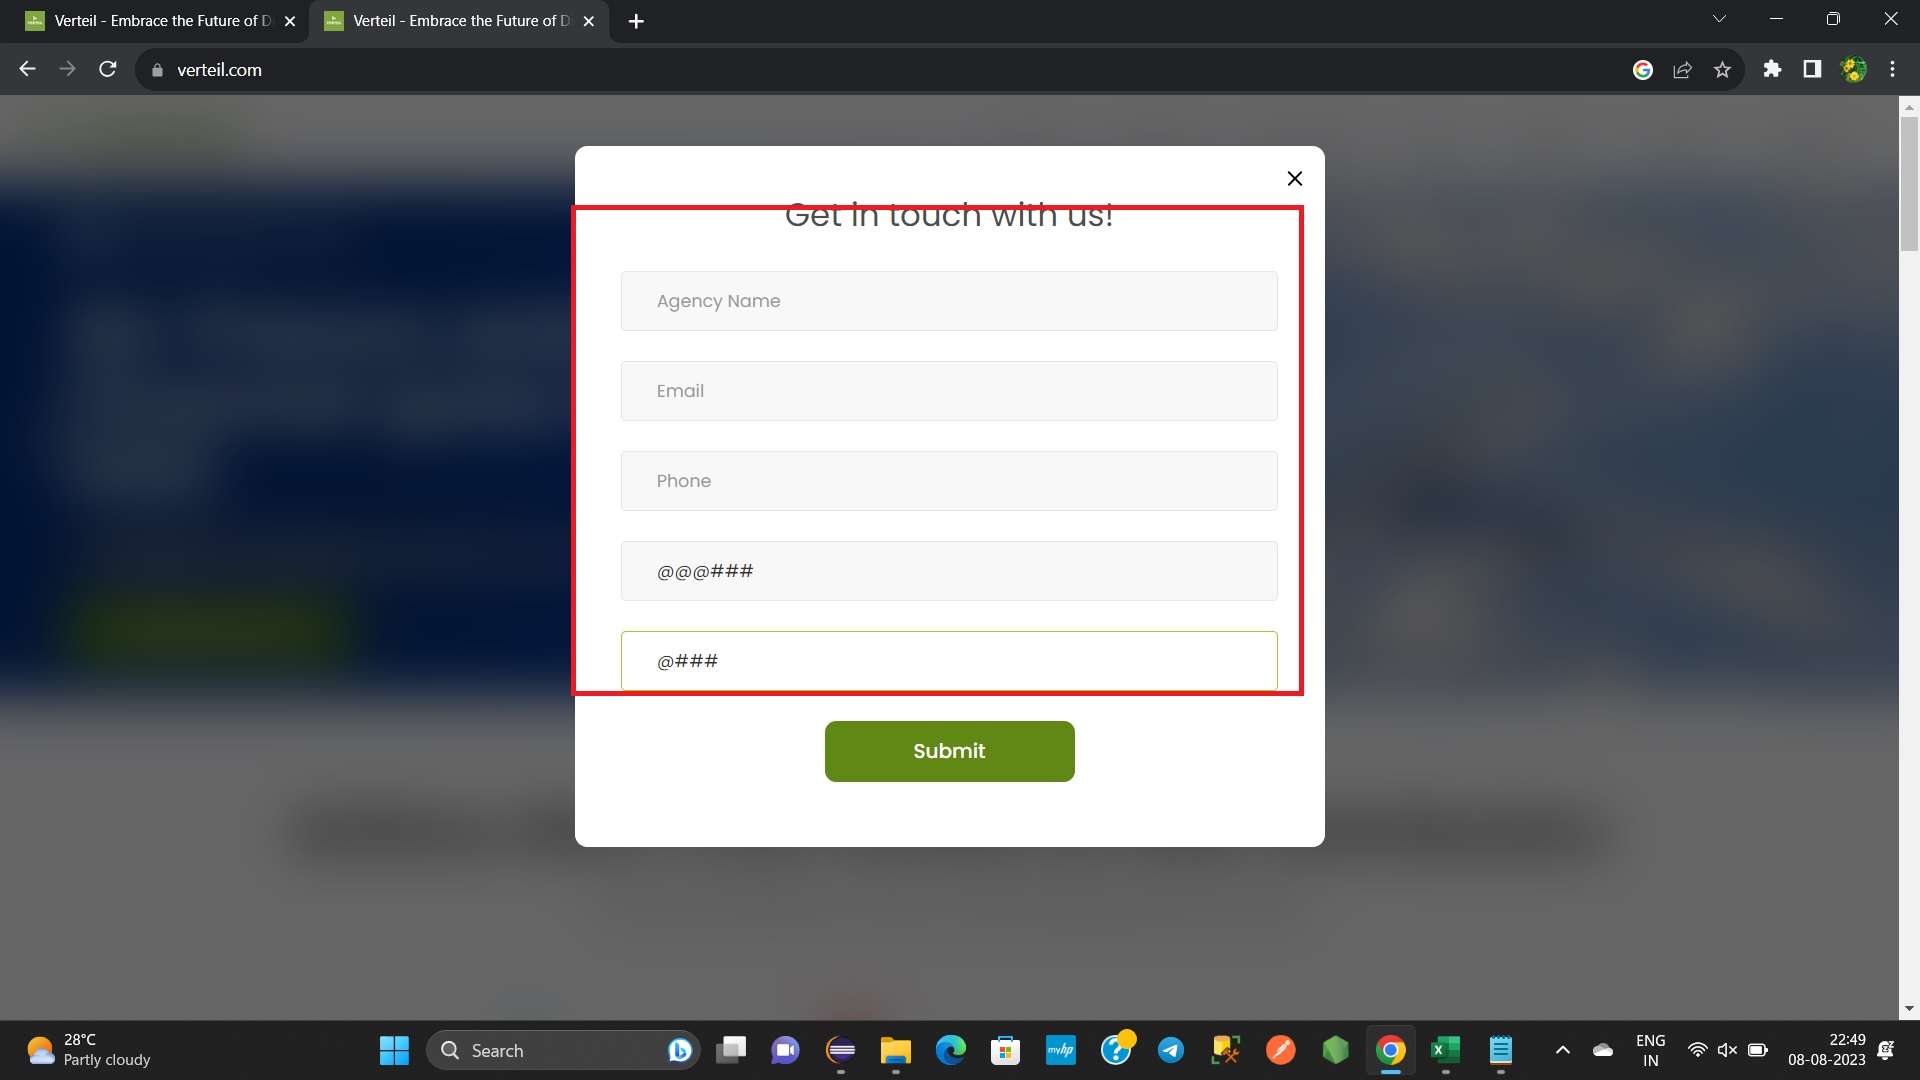 Verteil - Embrace the Future of D
Verteil - Embrace the Future of D
verteil.com
Get in touch with us!
Agency Name
Email
Phone
@@@###
@###
Submit
28°C
Partly cloudy
Search
myhp
ENG
IN
22:49
08-08-2023